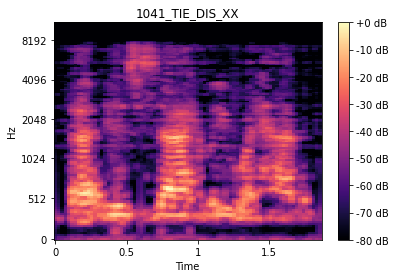 1041_TIE_DIS_XX
+0 dB
8192
-10 dB
4096
-20 dB
-30 dB
2048
Hz
-40 dB
1024
-50 dB
512
-60 dB
-70 dB
0
-80 dB
0
0.5
1
1.5
Time